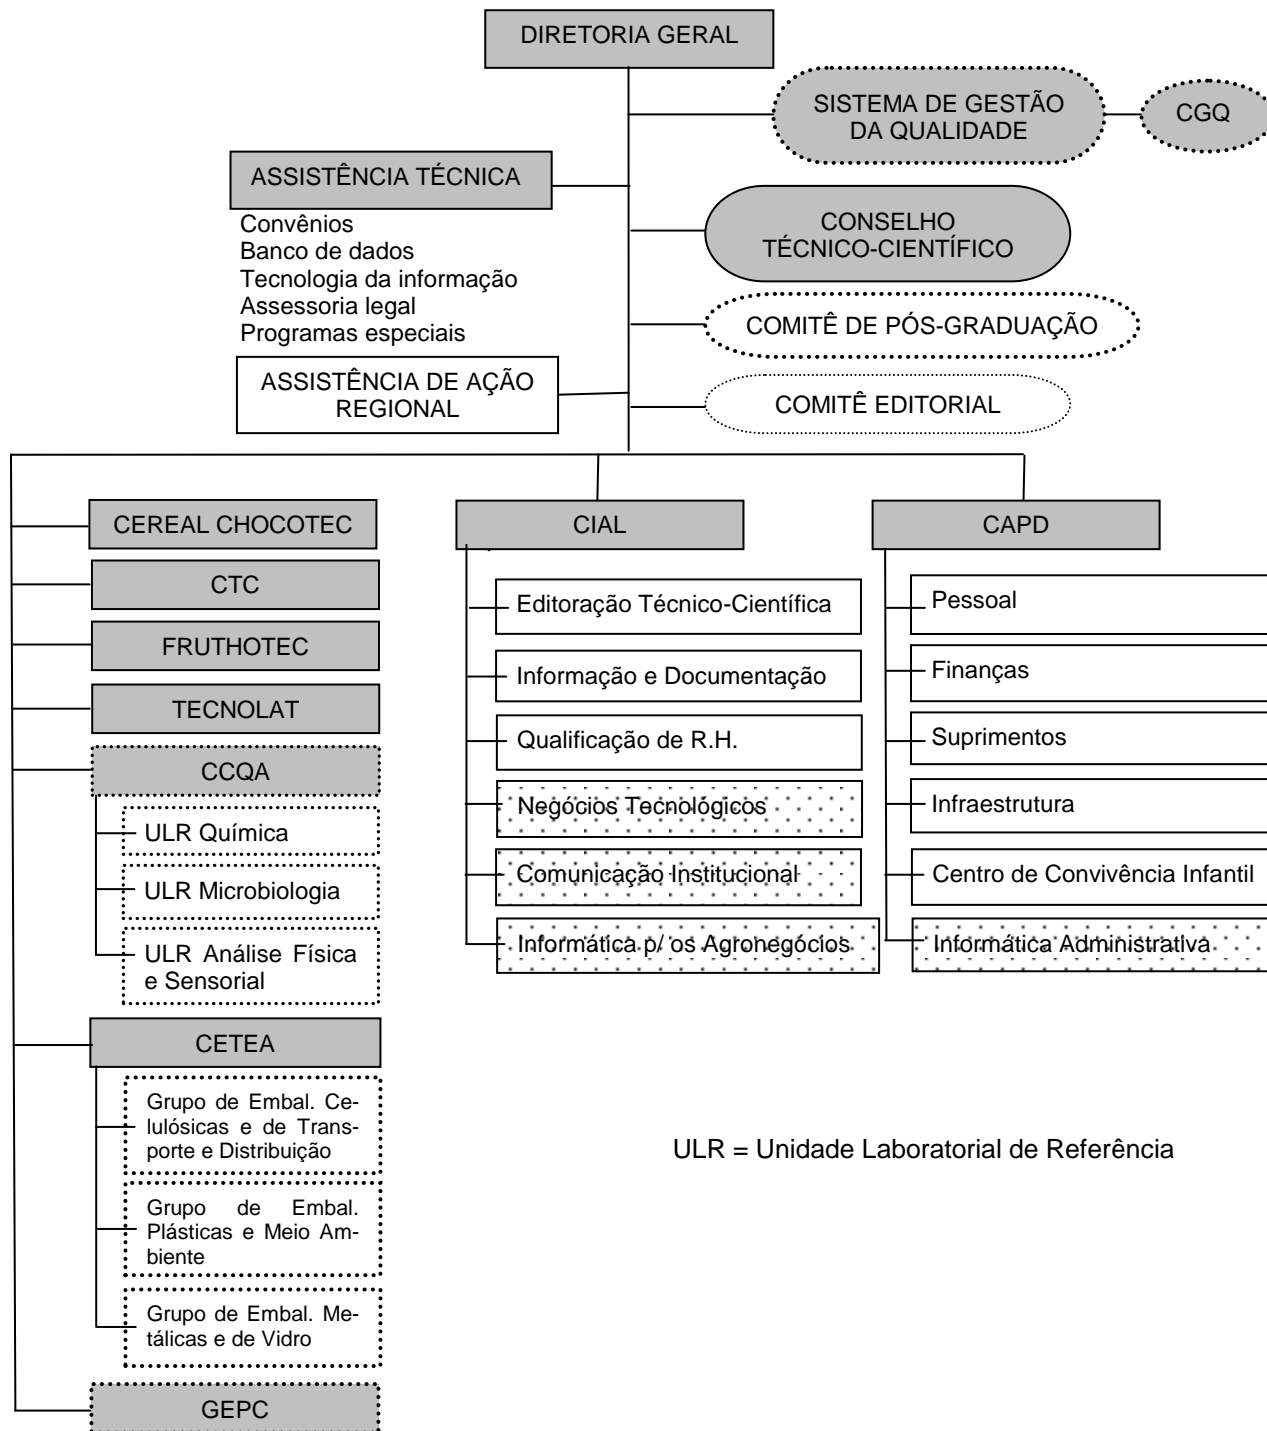 DIRETORIA GERAL
SISTEMA DE GESTÃO
DA QUALIDADE
CGQ
ASSISTÊNCIA TÉCNICA
Convênios
Banco de dados
Tecnologia da informação
Assessoria legal
Programas especiais
CONSELHO
TÉCNICO-CIENTÍFICO
COMITÊ DE PÓS-GRADUAÇÃO
ASSISTÊNCIA DE AÇÃO
REGIONAL
COMITÊ EDITORIAL
CEREAL CHOCOTEC
CTC
FRUTHOTEC
TECNOLAT
CCQA
ULR Química
ULR Microbiologia
ULR Análise Física
e Sensorial
CETEA
Grupo de Embal. Ce-
lulósicas e de Trans-
porte e Distribuição
Grupo de Embal.
Plásticas e Meio Am-
biente
Grupo de Embal. Me-
tálicas e de Vidro
GEPC
CIAL
Editoração Técnico-Científica
Informação e Documentação
Qualificação de R.H.
Negócios Tecnológicos
Comunicação Institucional
Informática p/ os Agronegócios
CAPD
Pessoal
Finanças
Suprimentos
Infraestrutura
Centro de Convivência Infantil
Informática Administrativa
ULR = Unidade Laboratorial de Referência